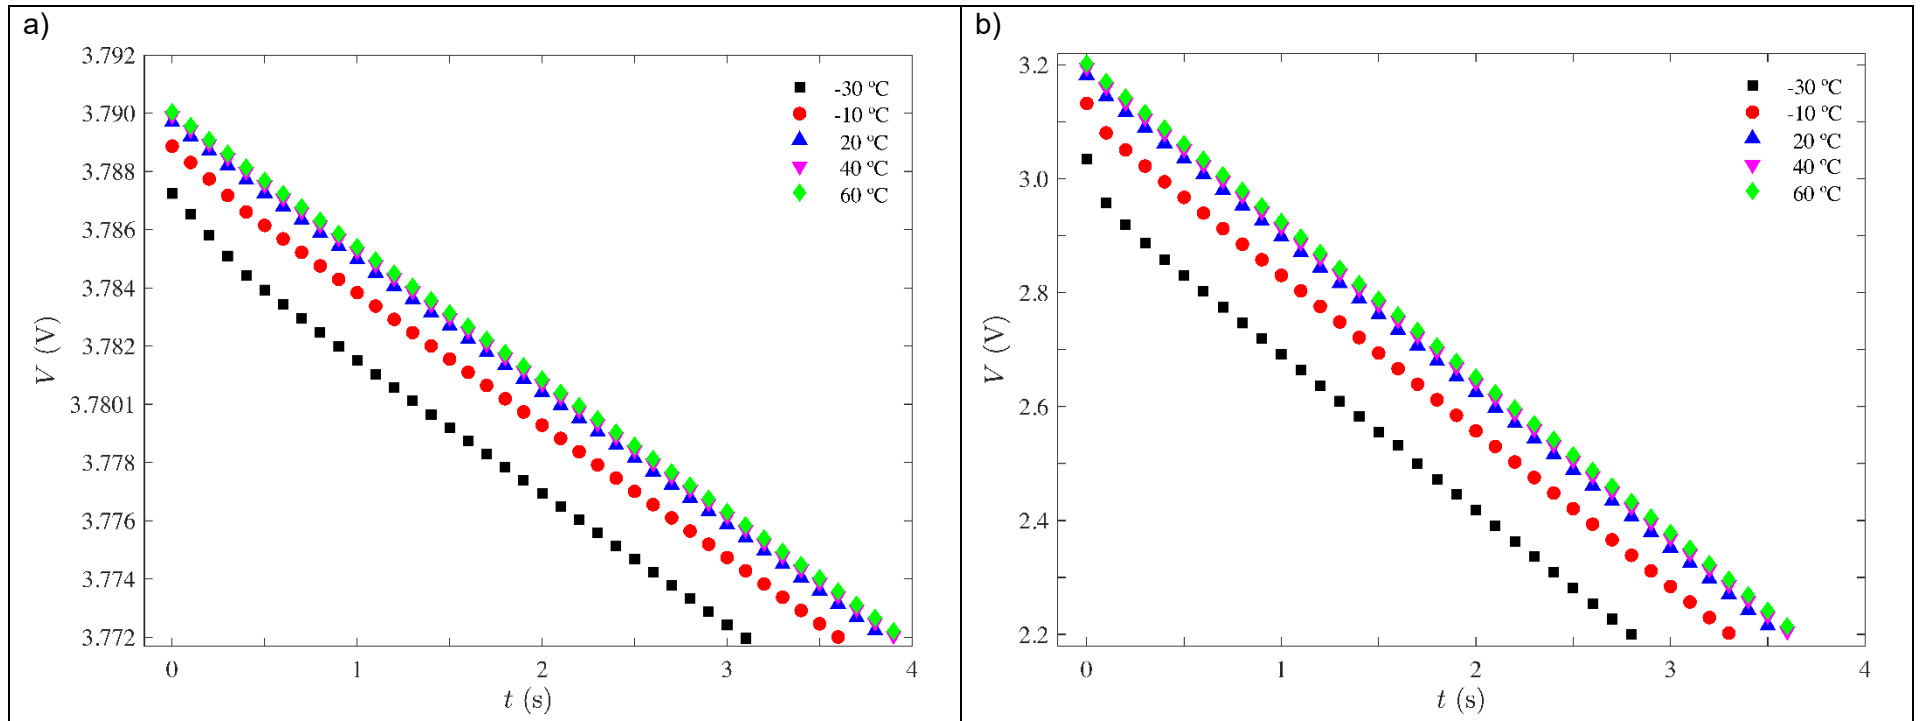 a)
3.792
3.790
3.788
3.786
3.784
3.782
3.7801
3.778
3.776
3.774
3.772
V (V)
0 1 2 3 4
t (s)
-30 ºC
-10 ºC
20 ºC
40 ºC
60 ºC
b)
3.2
3.0
2.8
2.6
2.4
2.2
V (V)
0 1 2 3 4
t (s)
-30 ºC
-10 ºC
20 ºC
40 ºC
60 ºC